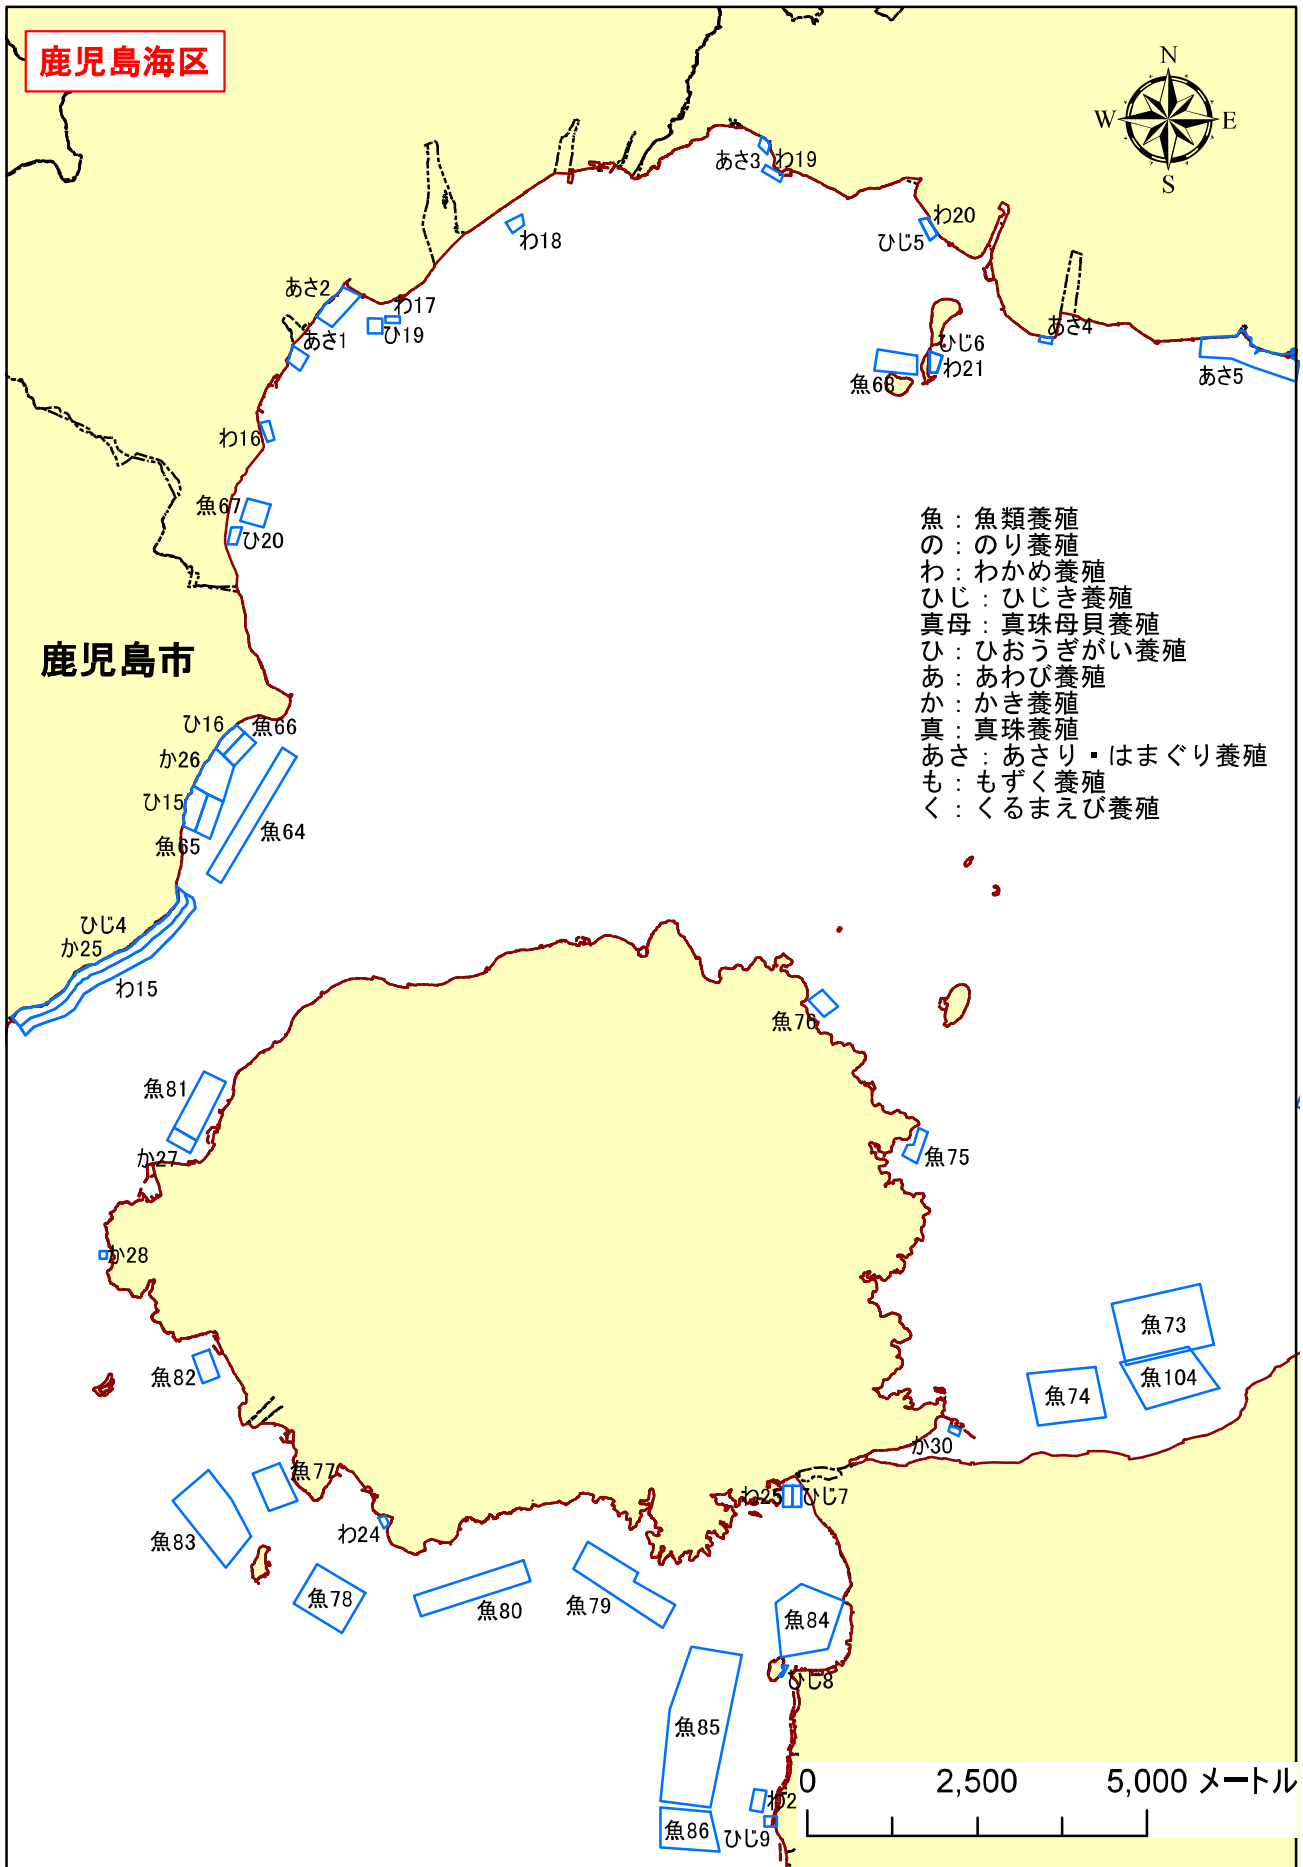 鹿児島海区
N
W E
S
あさ3
わ19
わ20
ひじ5
わ18
あさ2
わ17
ひ19
あさ1
あさ4
ひじ6
わ21
魚68
あさ5
わ16
魚67
ひ20
魚：魚類養殖
の：のり養殖
わ：わかめ養殖
ひじ：ひじき養殖
真母：真珠母貝養殖
ひ：ひおうぎがい養殖
あ：あわび養殖
か：かき養殖
真：真珠養殖
あさ：あさり・はまぐり養殖
も：もずく養殖
く：くるまえび養殖
鹿児島市
ひ16
魚66
か26
ひ15
魚65
魚64
ひじ4
か25
わ15
魚76
魚81
か27
魚75
か28
魚73
魚82
魚104
魚74
か30
魚77
わ25
ひじ7
魚83
わ24
魚78
魚80
魚79
魚84
ひじ8
魚85
わ2
魚86
ひじ9
0 2,500 5,000 メートル